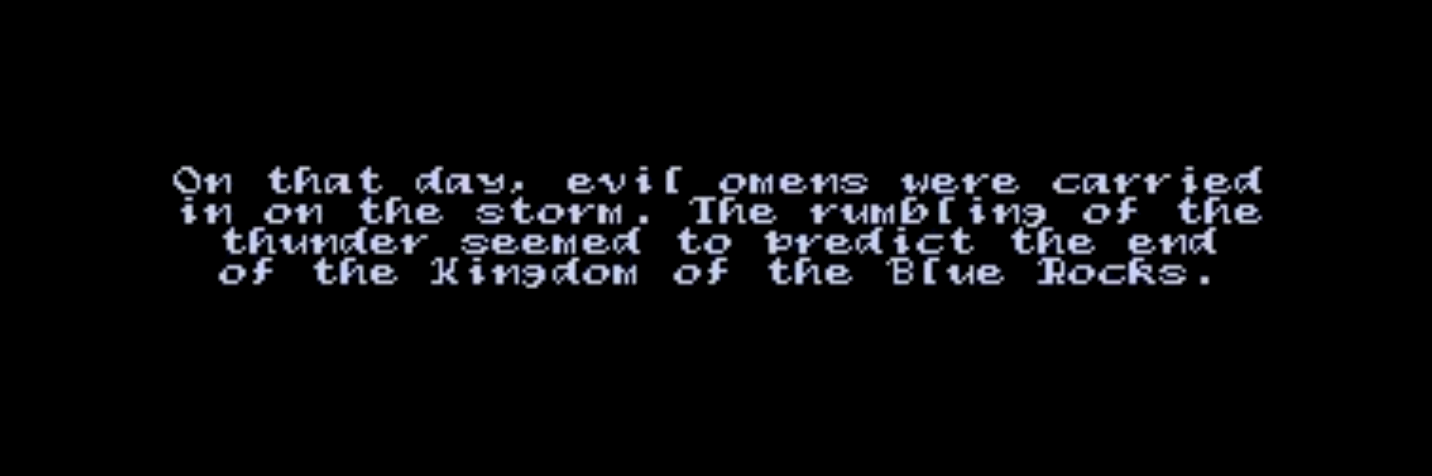 On that day, evil omens were carried
in on the storm. The rumbling of the
thunder seemed to predict the end
of the Kingdom of the Blue Rocks.